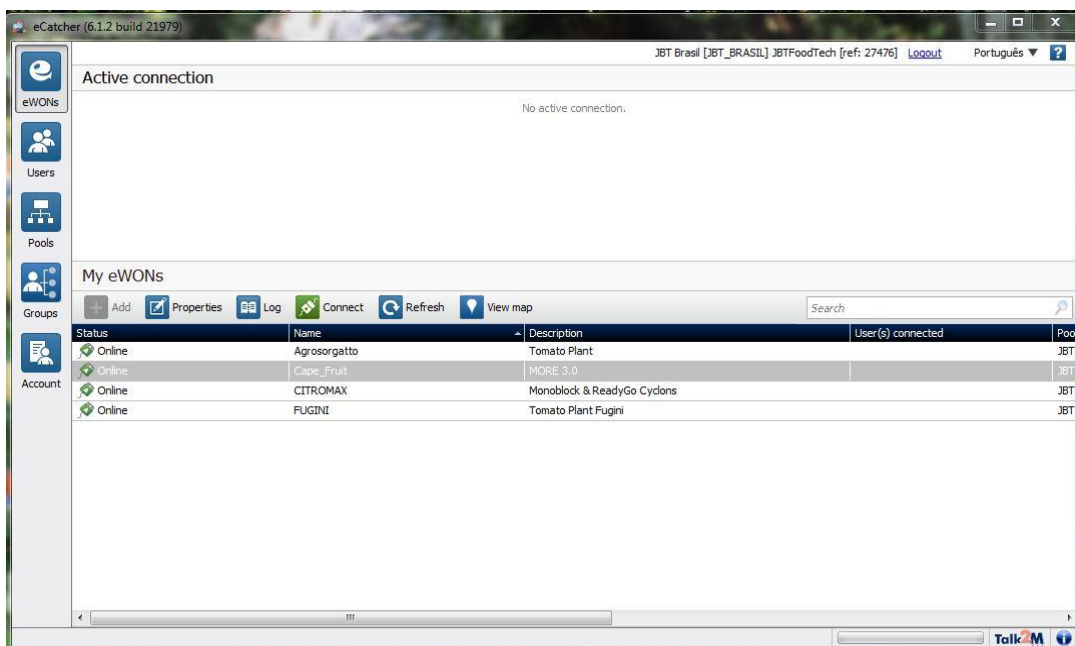 eCatcher (6.1.2 build 21979)
JBT Brasil [JBT_BRASIL] JBTFoodTech [ref: 27476] Logout Português ?
eWONs
Users
Pools
Groups
Account
Active connection
No active connection.
My eWONs
Add Properties Log Connect Refresh View map Search
Status Name Description User(s) connected Poo
Online Agrosorgatto Tomato Plant JBT
Online Cape_Fruit MORE 3.0 JBT
Online CITROMAX Monoblock & ReadyGo Cyclons JBT
Online FUGINI Tomato Plant Fugini JBT
Talk2M